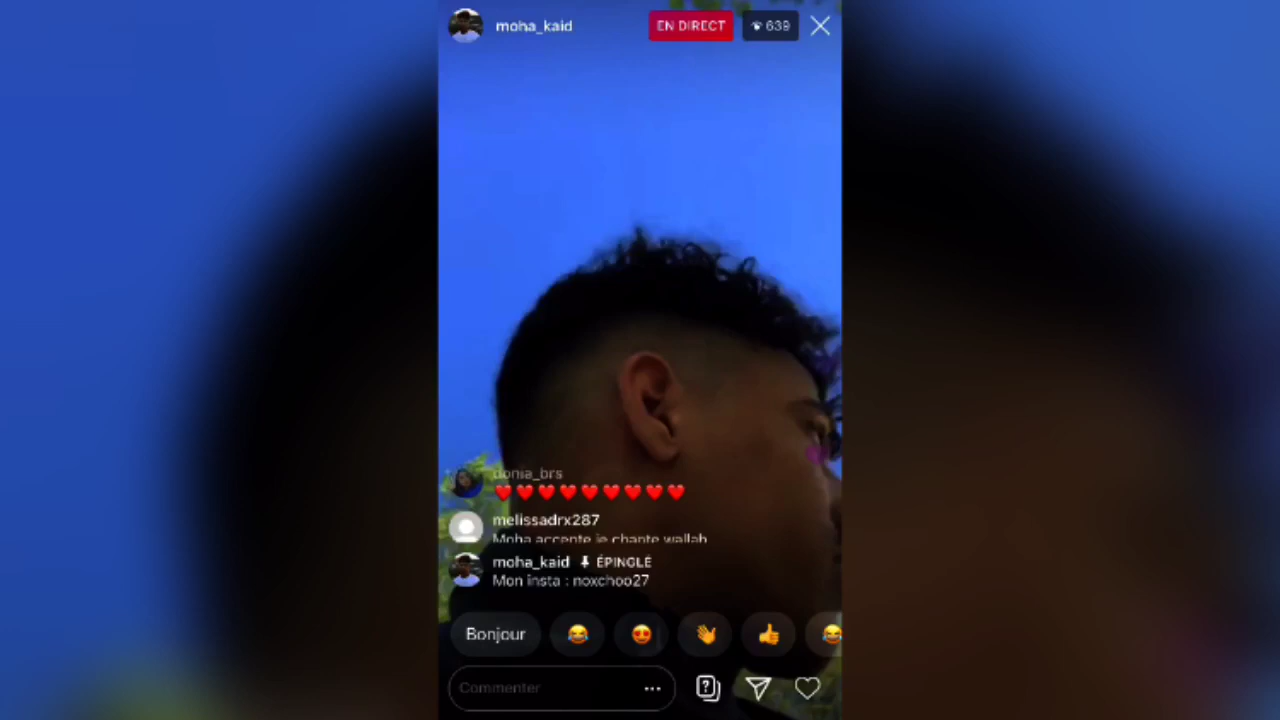 moha_kaid
EN DIRECT
639
donia_brs
melissadrx287
Moha accepte je chante wallah
moha_kaid ÉPINGLÉ
Mon insta : noxchoo27
Bonjour
Commenter